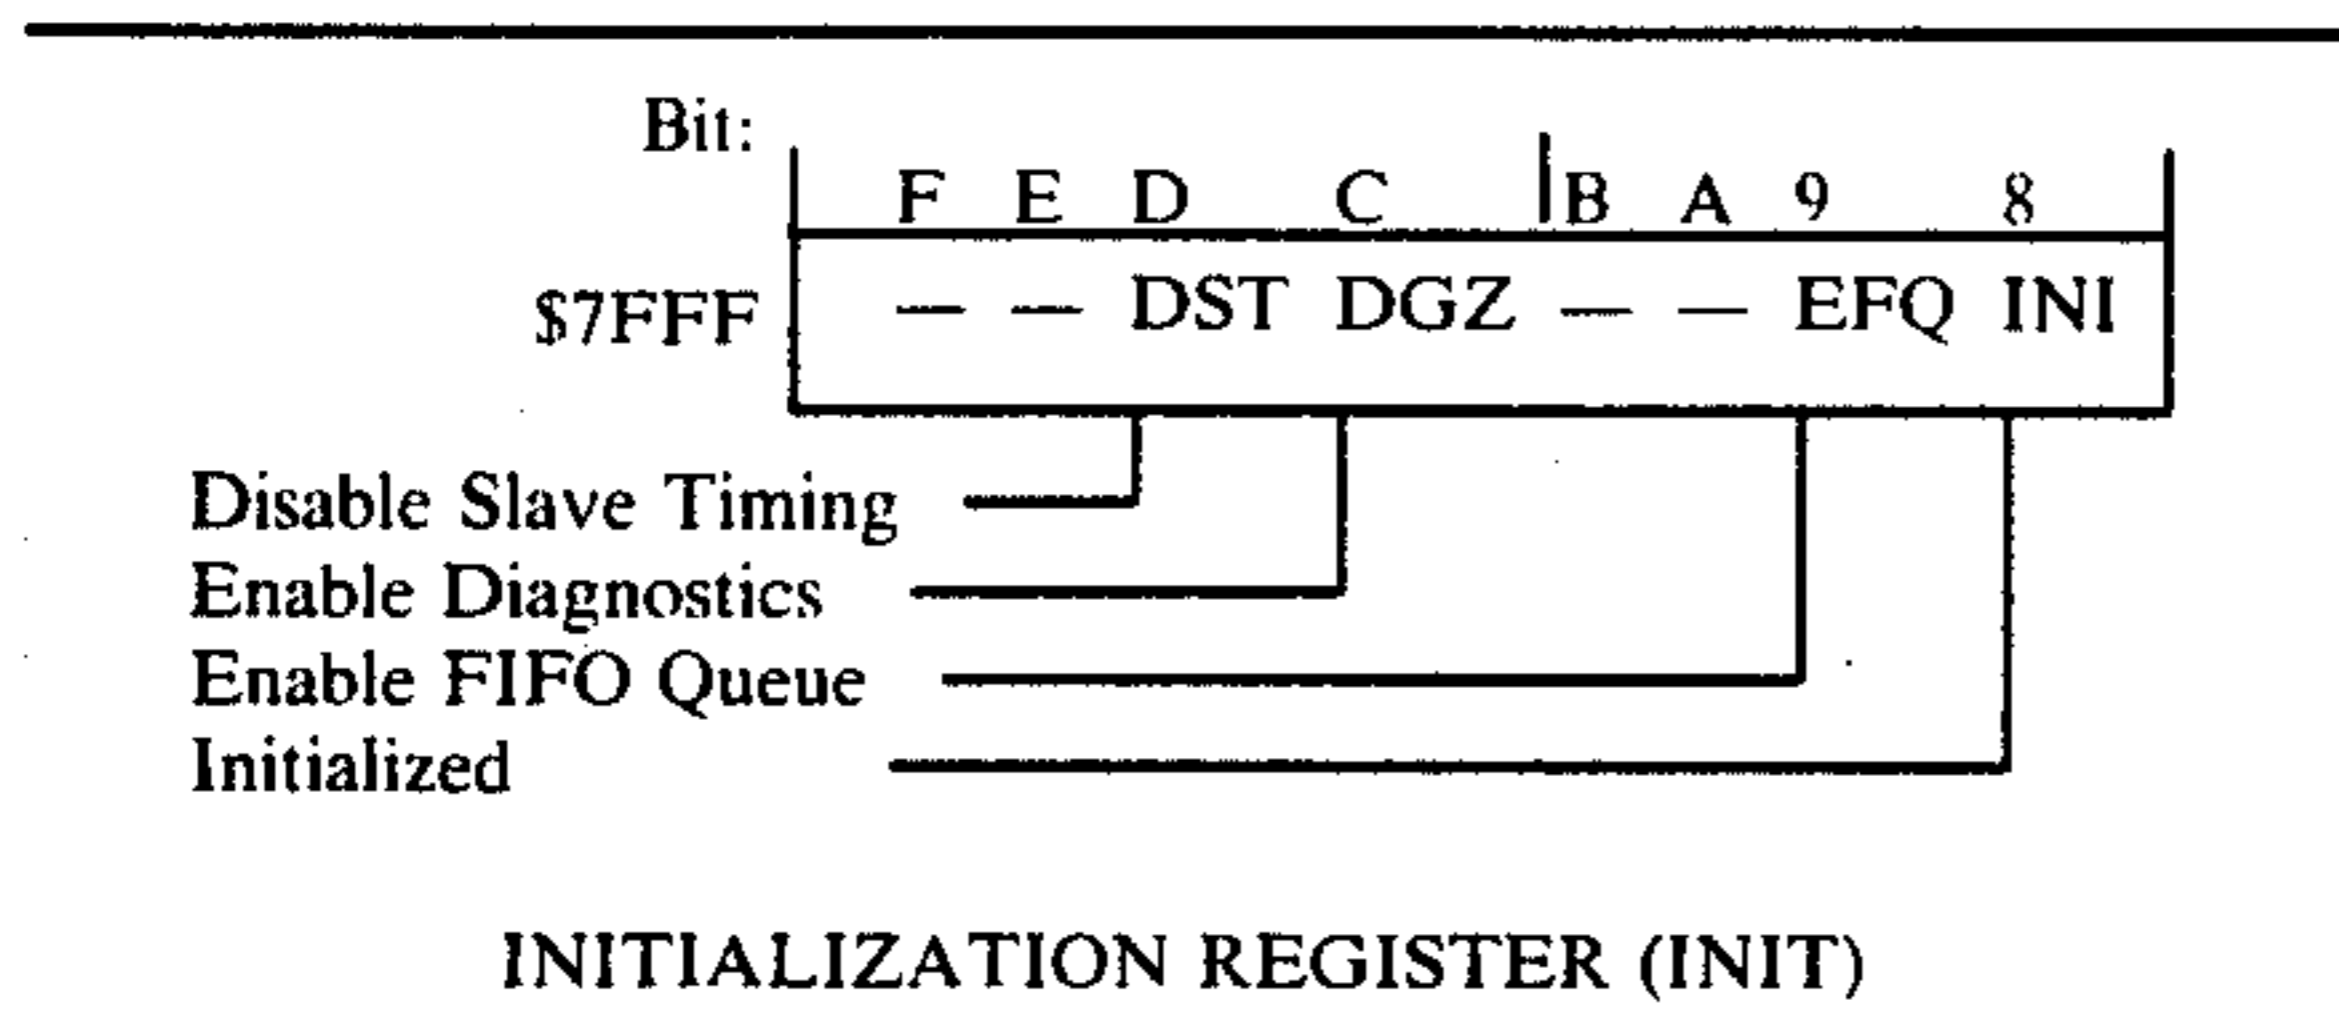 Bit:
F E D C B A 9 8
$7FFF — — DST DGZ — — EFQ INI
Disable Slave Timing
Enable Diagnostics
Enable FIFO Queue
Initialized
INITIALIZATION REGISTER (INIT)